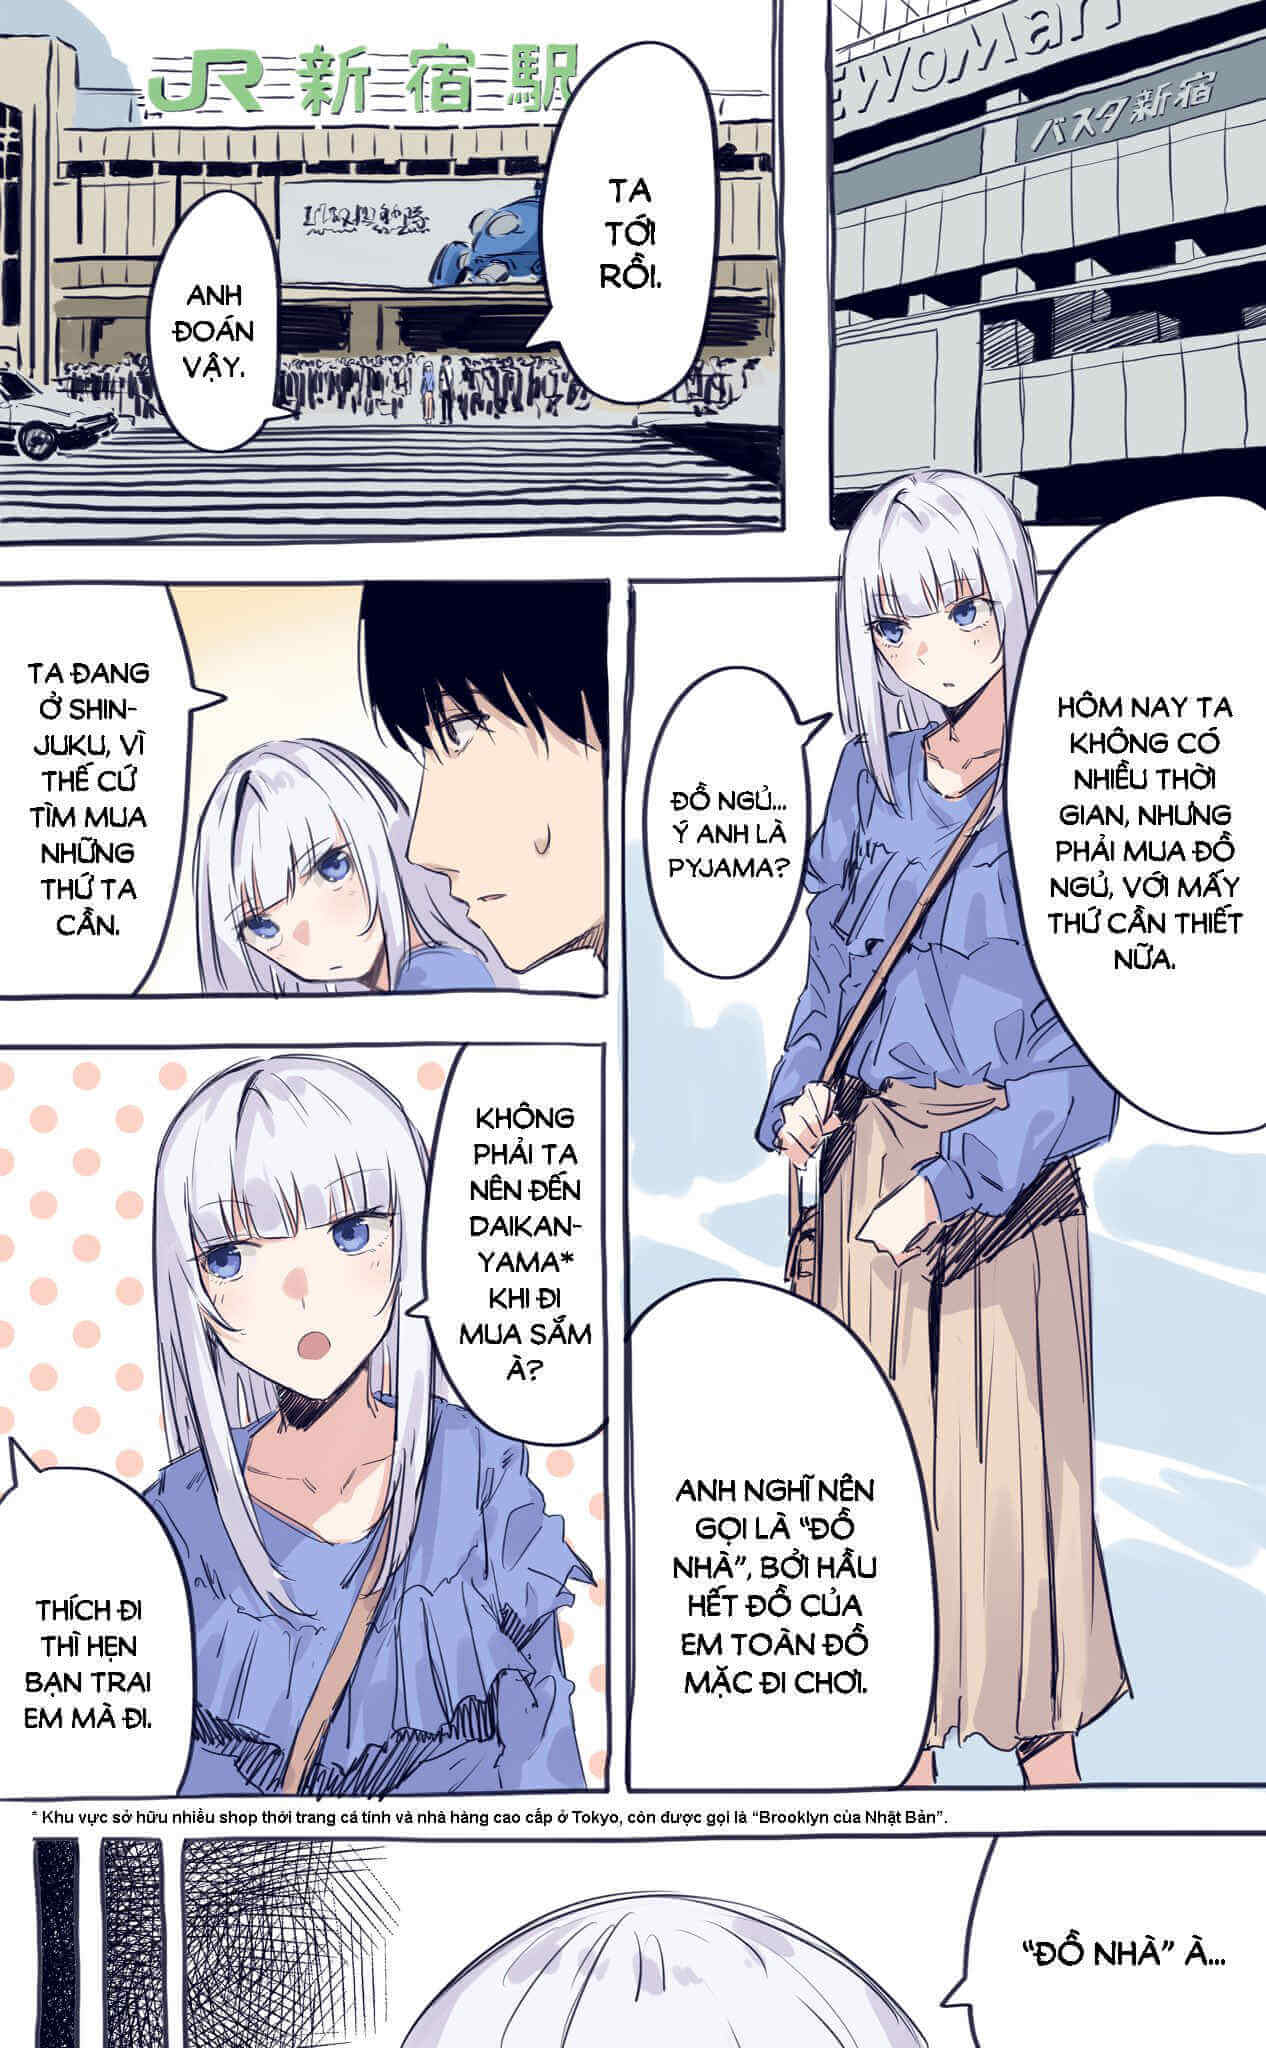 EWOMAN
バスタ新宿
JR新宿駅
TA
TỚI
RỒI.
ANH
ĐOÁN
VẬY.
HÔM NAY TA
KHÔNG CÓ
NHIỀU THỜI
GIAN, NHƯNG
PHẢI MUA ĐỒ
NGỦ, VỚI MẤY
THỨ CẦN THIẾT
NỮA.
ĐỒ NGỦ...
Ý ANH LÀ
PYJAMA?
ANH NGHĨ NÊN
GỌI LÀ “ĐỒ
NHÀ”, BỞI HẦU
HẾT ĐỒ CỦA
EM TOÀN ĐỒ
MẶC ĐI CHƠI.
TA ĐANG
Ở SHIN-
JUKU, VÌ
THẾ CỨ
TÌM MUA
NHỮNG
THỨ TA
CẦN.
KHÔNG
PHẢI TA
NÊN ĐẾN
DAIKAN-
YAMA*
KHI ĐI
MUA SẮM
À?
THÍCH ĐI
THÌ HẸN
BẠN TRAI
EM MÀ ĐI.
* Khu vực sở hữu nhiều shop thời trang cá tính và nhà hàng cao cấp ở Tokyo, còn được gọi là “Brooklyn của Nhật Bản”.
“ĐỒ NHÀ” À...